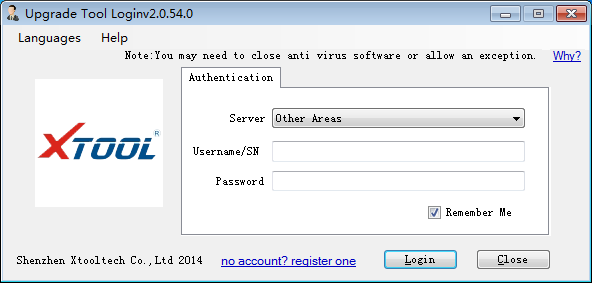 Upgrade Tool Loginv2.0.54.0
Languages Help
Note:You may need to close anti virus software or allow an exception. Why?
Authentication
Server Other Areas
XTOOL®
Username/SN
Password
Remember Me
Shenzhen Xtooltech Co.,Ltd 2014 no account? register one Login Close